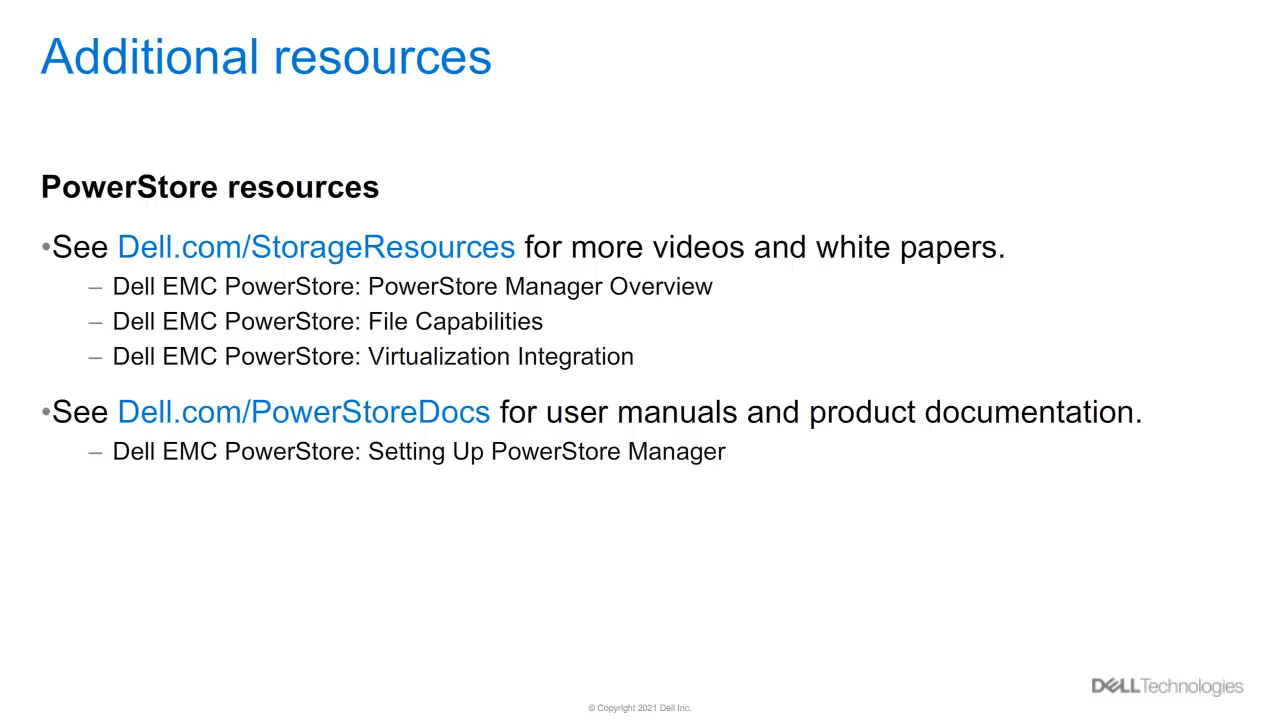 Additional resources
PowerStore resources
•See Dell.com/StorageResources for more videos and white papers.
– Dell EMC PowerStore: PowerStore Manager Overview
– Dell EMC PowerStore: File Capabilities
– Dell EMC PowerStore: Virtualization Integration
•See Dell.com/PowerStoreDocs for user manuals and product documentation.
– Dell EMC PowerStore: Setting Up PowerStore Manager
DELLTechnologies
© Copyright 2021 Dell Inc.